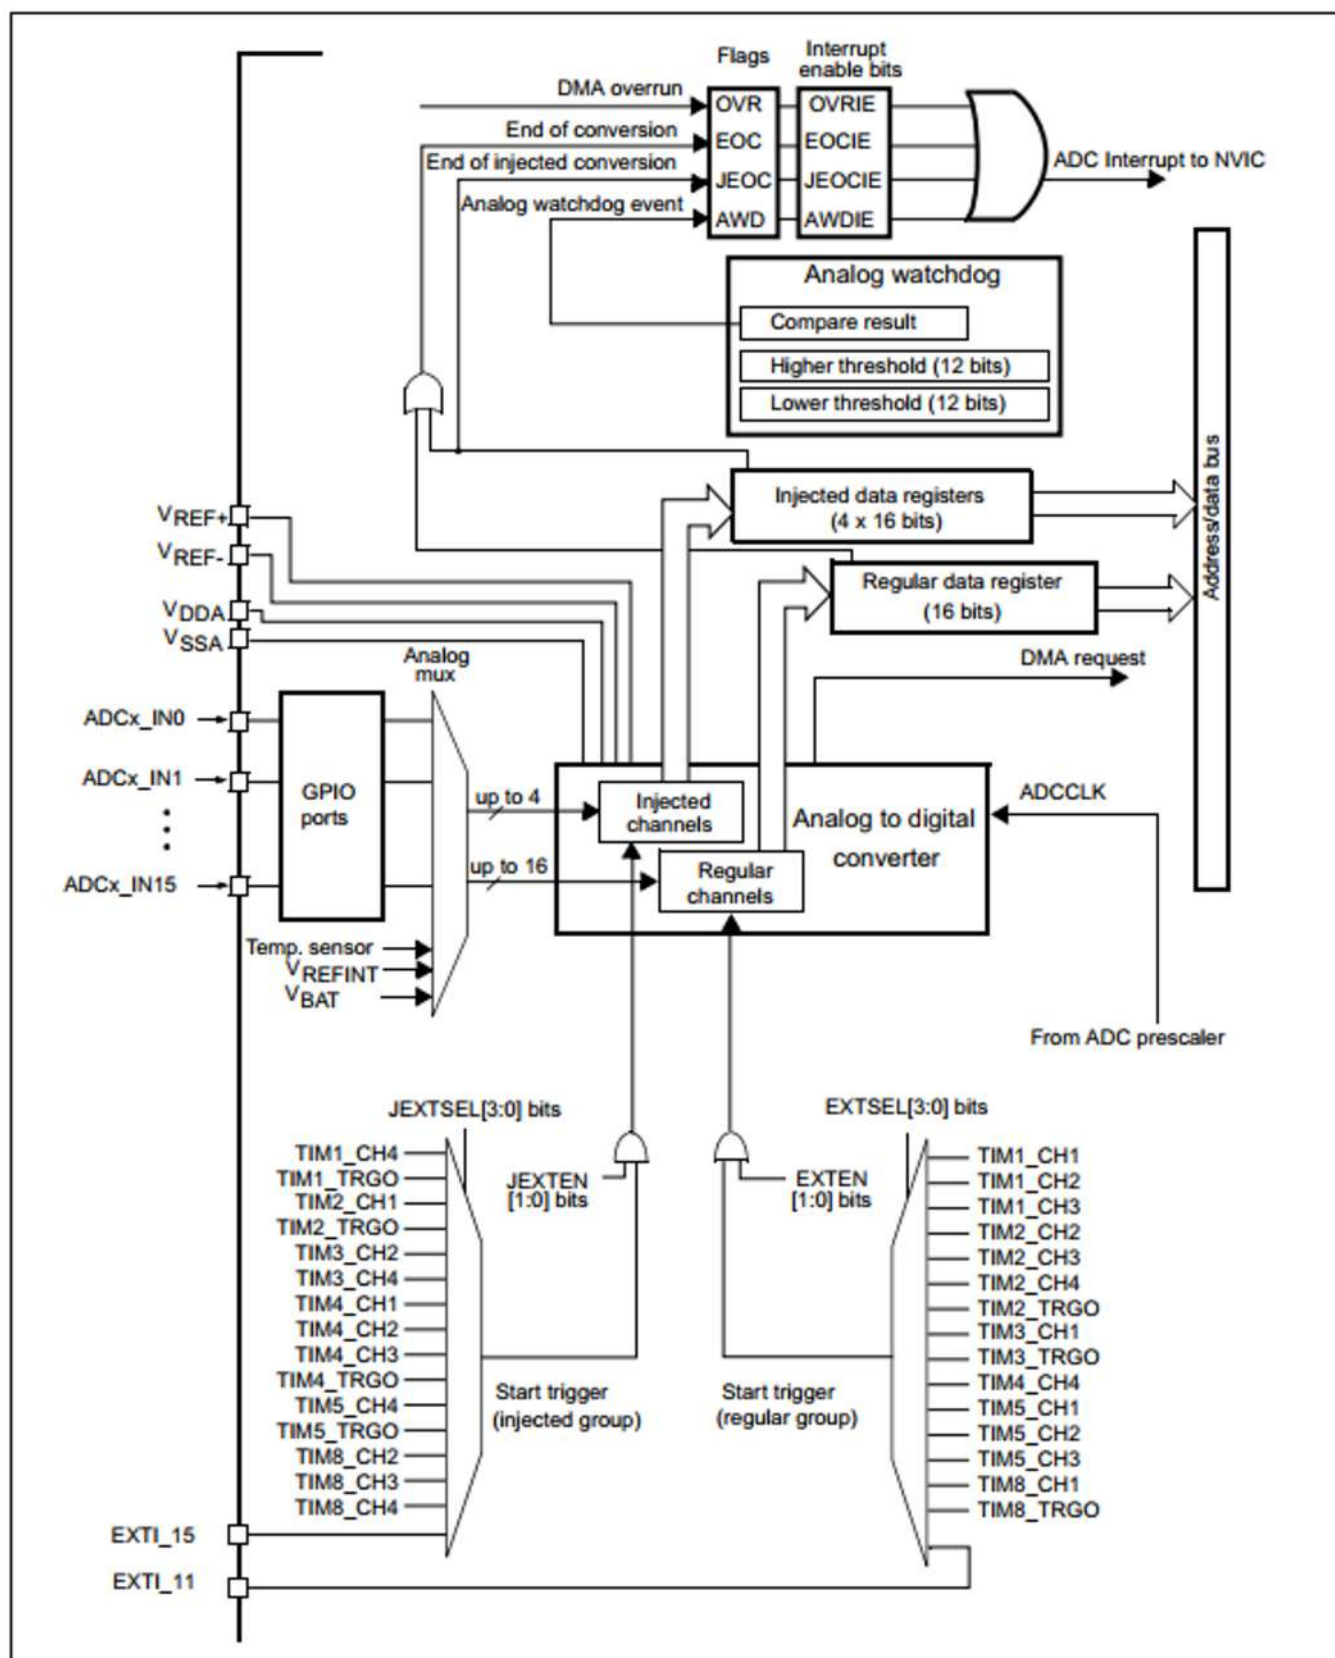 Flags
Interrupt
enable bits
DMA overrun
OVR
OVRIE
End of conversion
EOC
EOCIE
ADC Interrupt to NVIC
End of injected conversion
JEOC
JEOCIE
Analog watchdog event
AWD
AWDIE
Analog watchdog
Compare result
Higher threshold (12 bits)
Lower threshold (12 bits)
Address/data bus
Injected data registers
(4 x 16 bits)
VREF+
VREF-
VDDA
VSSA
Regular data register
(16 bits)
DMA request
Analog
mux
ADCx_IN0
ADCx_IN1
ADCx_IN15
GPIO
ports
up to 4
up to 16
Injected
channels
Regular
channels
Analog to digital
converter
ADCCLK
Temp. sensor
VREFINT
VBAT
From ADC prescaler
JEXTSEL[3:0] bits
EXTSEL[3:0] bits
TIM1_CH4
TIM1_TRGO
TIM2_CH1
TIM2_TRGO
TIM3_CH2
TIM3_CH4
TIM4_CH1
TIM4_CH2
TIM4_CH3
TIM4_TRGO
TIM5_CH4
TIM5_TRGO
TIM8_CH2
TIM8_CH3
TIM8_CH4
JEXTEN
[1:0] bits
EXTEN
[1:0] bits
Start trigger
(injected group)
Start trigger
(regular group)
TIM1_CH1
TIM1_CH2
TIM1_CH3
TIM2_CH2
TIM2_CH3
TIM2_CH4
TIM2_TRGO
TIM3_CH1
TIM3_TRGO
TIM4_CH4
TIM5_CH1
TIM5_CH2
TIM5_CH3
TIM8_CH1
TIM8_TRGO
EXTI_15
EXTI_11